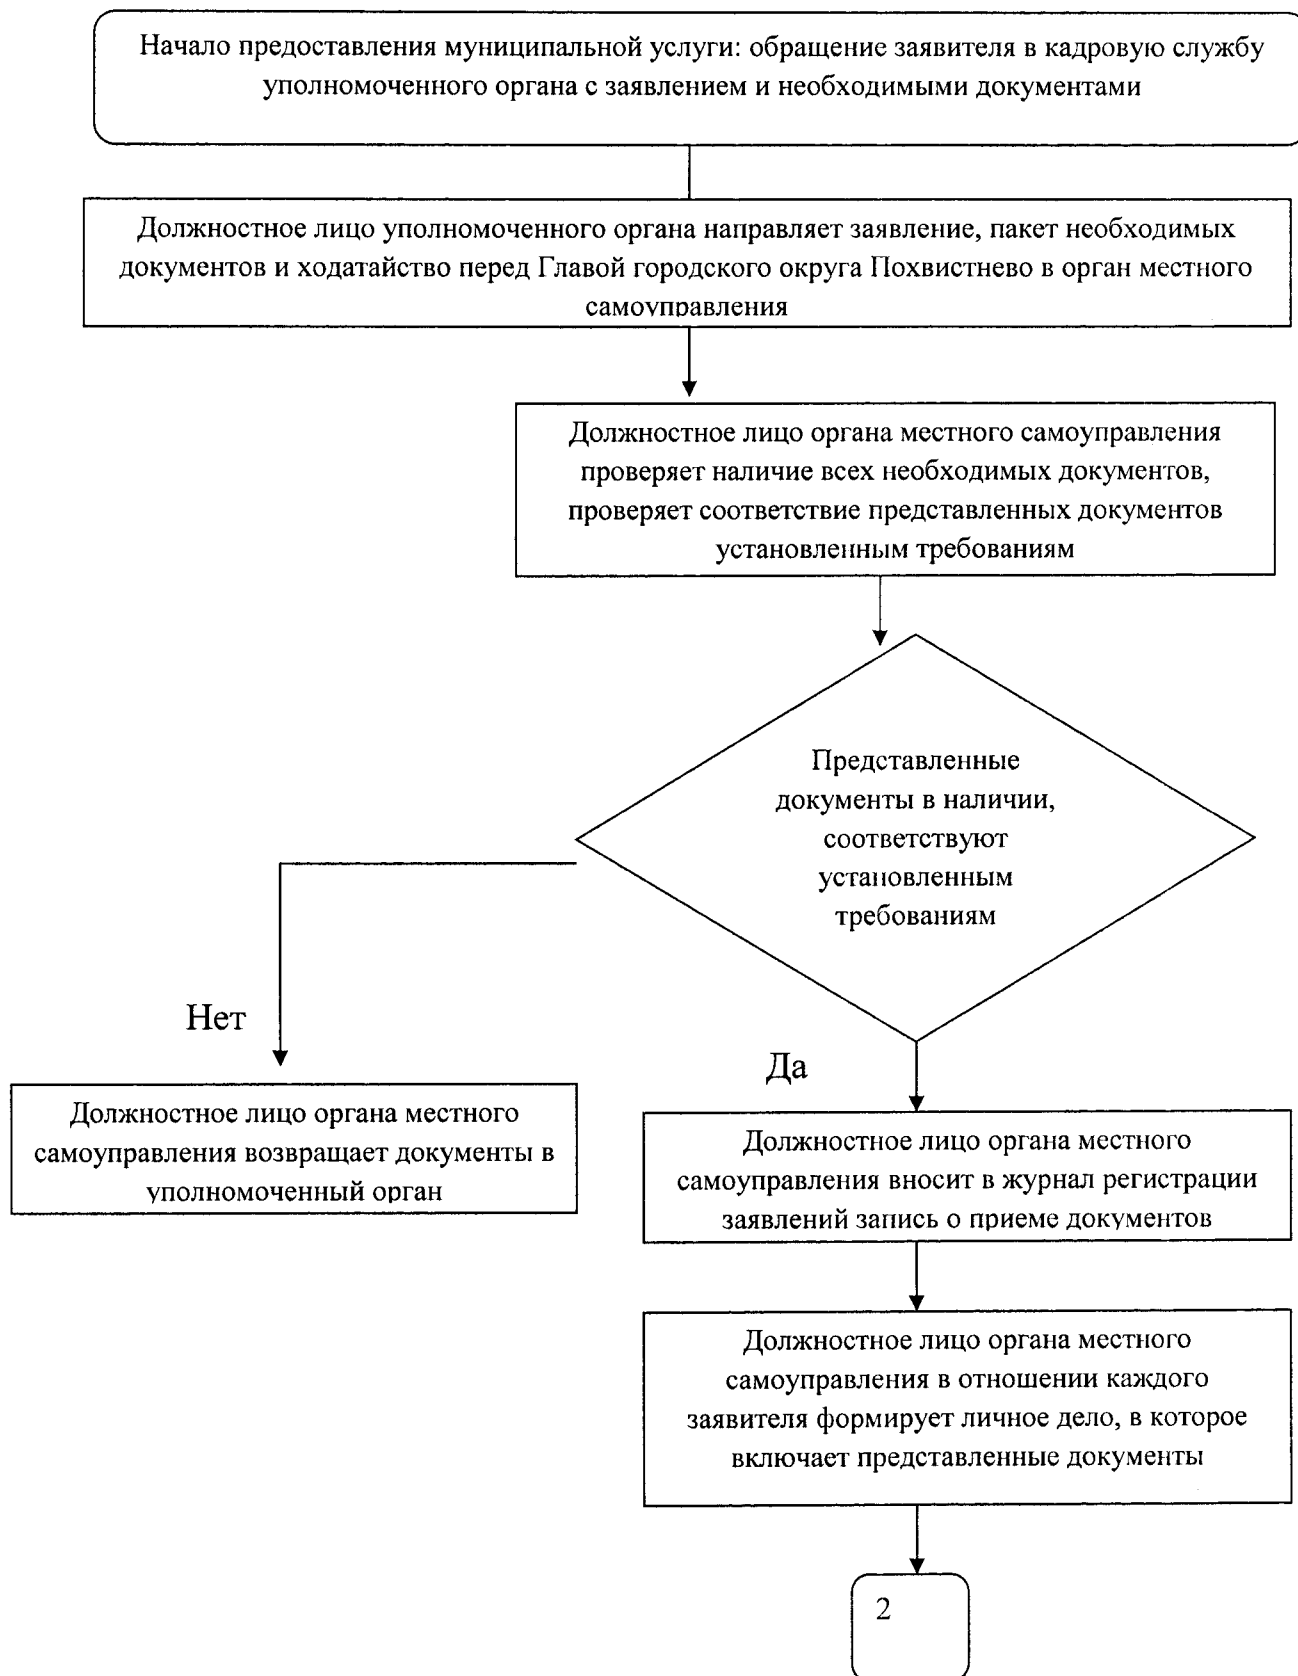 Начало предоставления муниципальной услуги: обращение заявителя в кадровую службу
уполномоченного органа с заявлением и необходимыми документами
Должностное лицо уполномоченного органа направляет заявление, пакет необходимых
документов и ходатайство перед Главой городского округа Похвистнево в орган местного
самоуправления
Должностное лицо органа местного самоуправления
проверяет наличие всех необходимых документов,
проверяет соответствие представленных документов
установленным требованиям
Представленные
документы в наличии,
соответствуют
установленным
требованиям
Нет
Да
Должностное лицо органа местного
самоуправления возвращает документы в
уполномоченный орган
Должностное лицо органа местного
самоуправления вносит в журнал регистрации
заявлений запись о приеме документов
Должностное лицо органа местного
самоуправления в отношении каждого
заявителя формирует личное дело, в которое
включает представленные документы
2